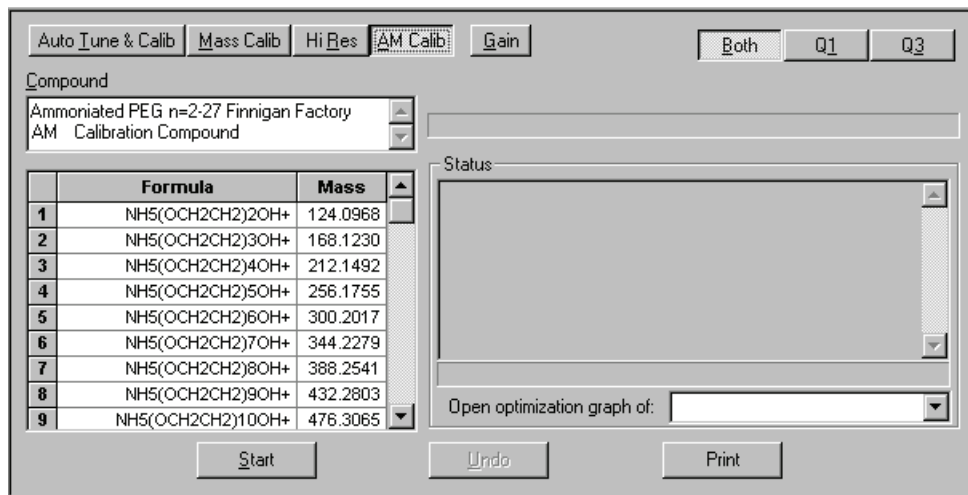 Auto Tune & Calib Mass Calib Hi Res AM Calib Gain Both Q1 Q3
Compound
Ammoniated PEG n=2-27 Finnigan Factory
AM Calibration Compound
Status
Formula Mass
1 NH5(OCH2CH2)2OH+ 124.0968
2 NH5(OCH2CH2)3OH+ 168.1230
3 NH5(OCH2CH2)4OH+ 212.1492
4 NH5(OCH2CH2)5OH+ 256.1755
5 NH5(OCH2CH2)6OH+ 300.2017
6 NH5(OCH2CH2)7OH+ 344.2279
7 NH5(OCH2CH2)8OH+ 388.2541
8 NH5(OCH2CH2)9OH+ 432.2803
9 NH5(OCH2CH2)10OH+ 476.3065
Open optimization graph of:
Start Undo Print